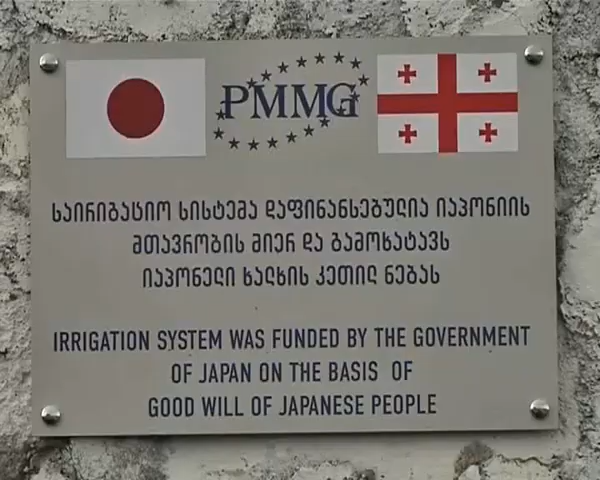 PMMG
საირიგაციო სისტემა დაფინანსებულია იაპონიის
მთავრობის მიერ და გამოხატავს
იაპონელი ხალხის კეთილ ნებას
IRRIGATION SYSTEM WAS FUNDED BY THE GOVERNMENT
OF JAPAN ON THE BASIS OF
GOOD WILL OF JAPANESE PEOPLE